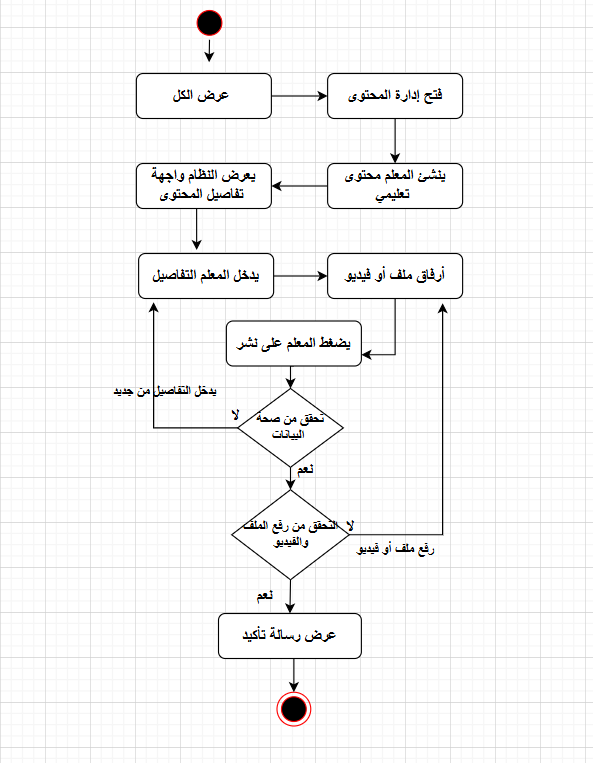 عرض الكل
فتح إدارة المحتوى
ينشئ المعلم محتوى
تعليمي
يعرض النظام واجهة
تفاصيل المحتوى
يدخل المعلم التفاصيل
أرفاق ملف أو فيديو
يضغط المعلم على نشر
تحقق من صحة
البيانات
لا
يدخل التفاصيل من جديد
نعم
التحقق من رفع الملف
والفيديو
لا
رفع ملف أو فيديو
نعم
عرض رسالة تأكيد